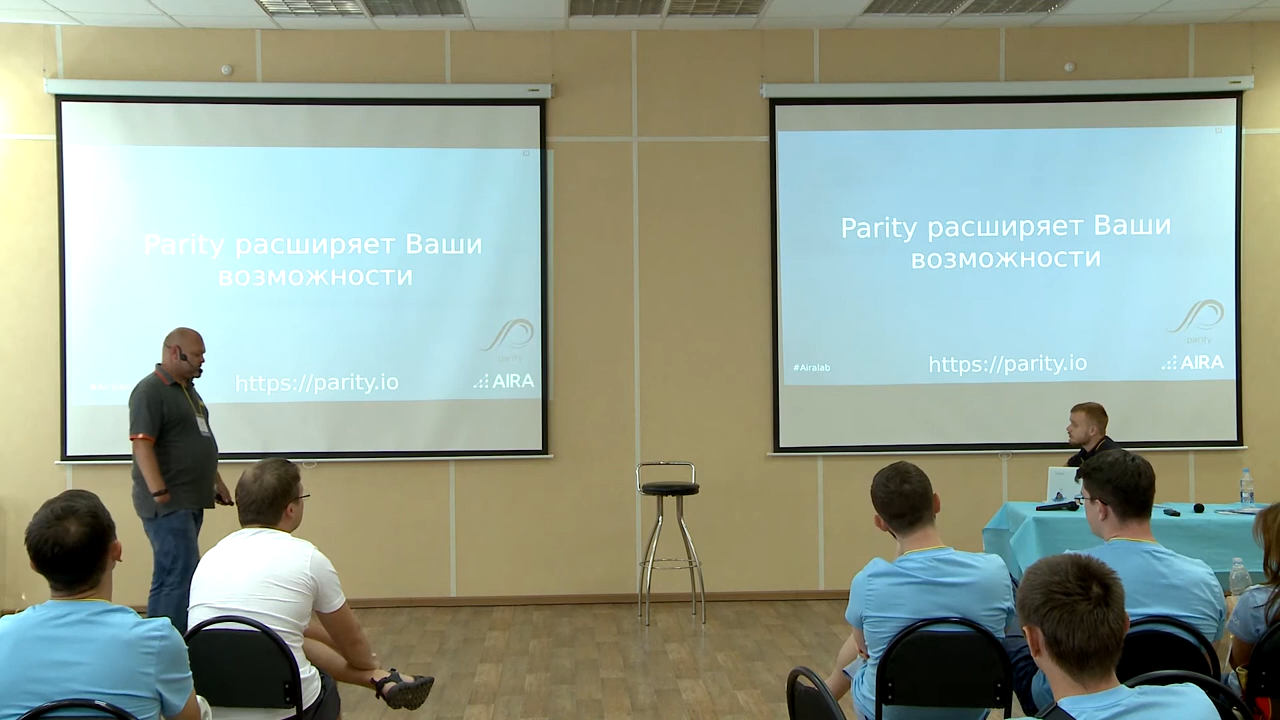 Parity расширяет Ваши
возможности
https://parity.io
AIRA
Parity расширяет Ваши
возможности
parity
#Airalab
https://parity.io
AIRA